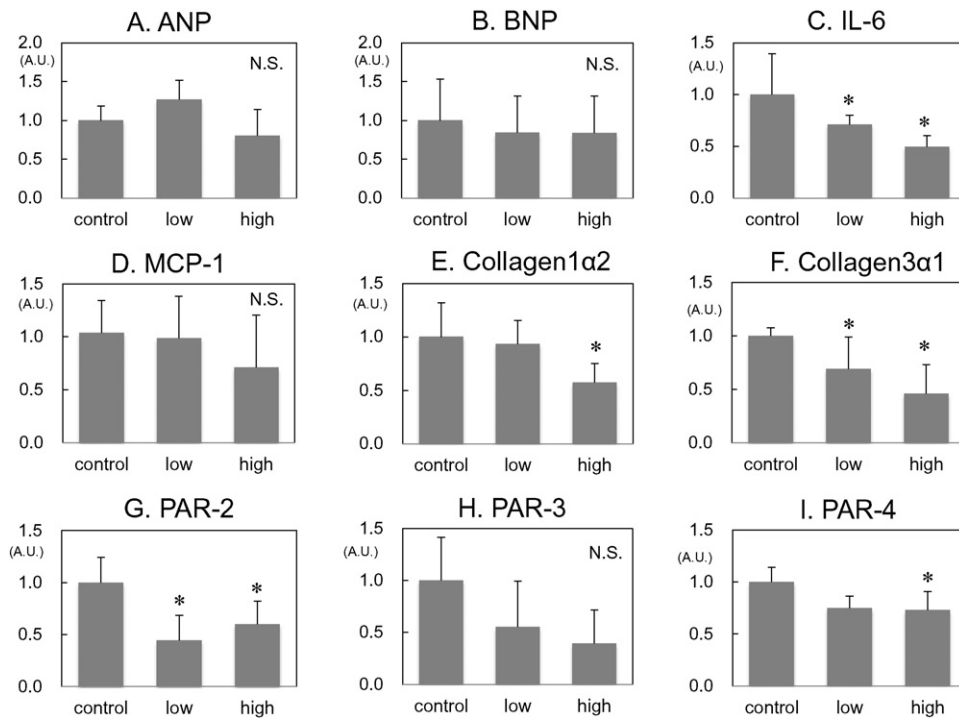 A. ANP
2.0
(A.U.)
N.S.
1.5
1.0
0.5
0.0
control low high
B. BNP
2.0
(A.U.)
N.S.
1.5
1.0
0.5
0.0
control low high
C. IL-6
1.5
(A.U.)
1.0
*
*
0.5
0.0
control low high
D. MCP-1
1.5
(A.U.)
N.S.
1.0
0.5
0.0
control low high
E. Collagen1α2
1.5
(A.U.)
1.0
*
0.5
0.0
control low high
F. Collagen3α1
1.5
(A.U.)
*
*
1.0
0.5
0.0
control low high
G. PAR-2
1.5
(A.U.)
1.0
*
*
0.5
0.0
control low high
H. PAR-3
1.5
(A.U.)
N.S.
1.0
0.5
0.0
control low high
I. PAR-4
1.5
(A.U.)
*
1.0
0.5
0.0
control low high